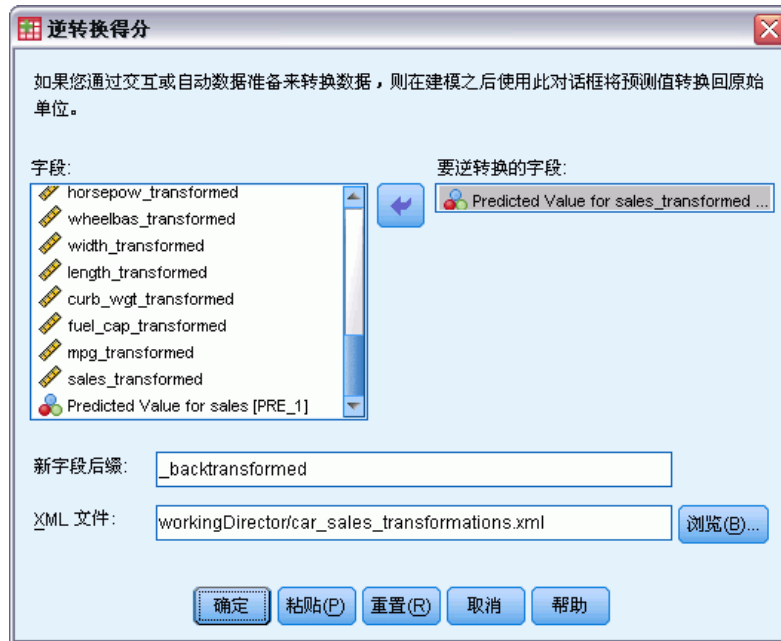 逆转换得分
如果您通过交互或自动数据准备来转换数据，则在建模之后使用此对话框将预测值转换回原始
单位。
字段:
要逆转换的字段:
horsepow_transformed
wheelbas_transformed
width_transformed
length_transformed
curb_wgt_transformed
fuel_cap_transformed
mpg_transformed
sales_transformed
Predicted Value for sales [PRE_1]
Predicted Value for sales_transformed ...
新字段后缀:
_backtransformed
XML 文件:
workingDirector/car_sales_transformations.xml
浏览(B)...
确定
粘贴(P)
重置(R)
取消
帮助